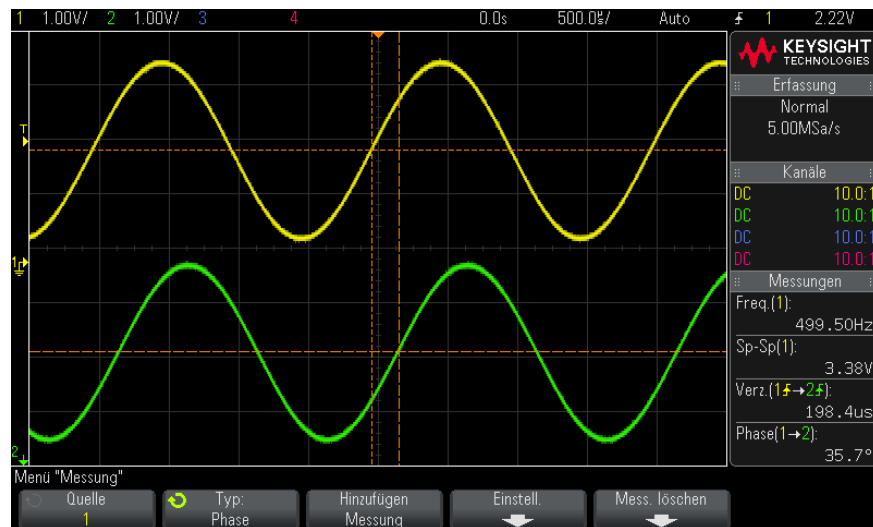 1 1.00V/ 2 1.00V/ 3 4 0.0s 500.0µ/ Auto 1 2.22V
KEYSIGHT
TECHNOLOGIES
Erfassung
Normal
5.00MSa/s
Kanäle
DC 10.0:1
DC 10.0:1
DC 10.0:1
DC 10.0:1
Messungen
Freq.(1):
499.50Hz
Sp-Sp(1):
3.38V
Verz.(1→2):
198.4us
Phase(1→2):
35.7°
T
1
2
Menü "Messung"
Quelle
1
Typ:
Phase
Hinzufügen
Messung
Einstell.
Mess. löschen